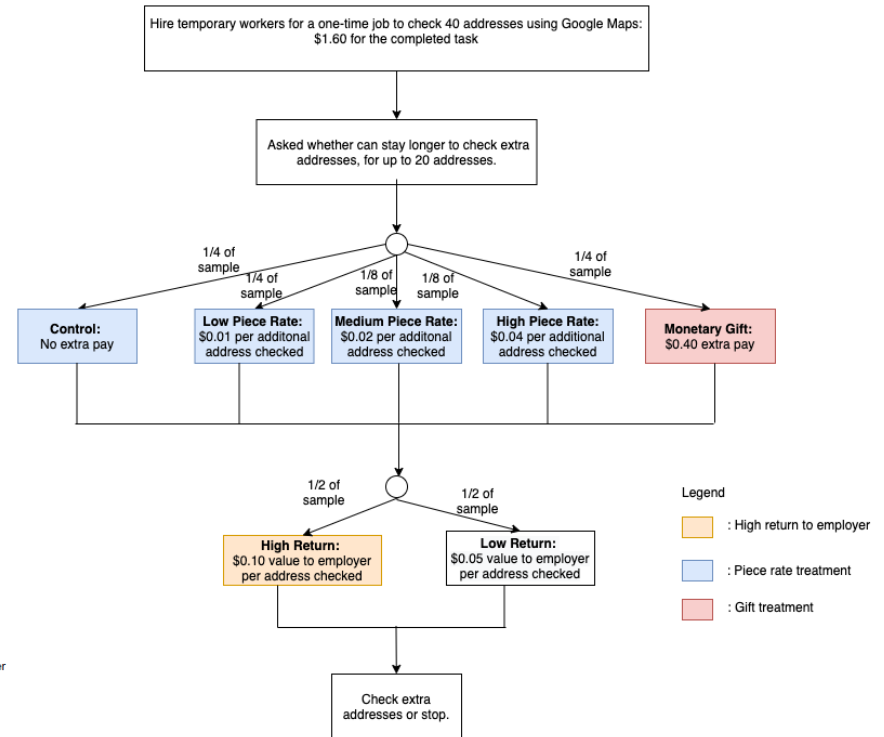 Hire temporary workers for a one-time job to check 40 addresses using Google Maps:
$1.60 for the completed task
Asked whether can stay longer to check extra
addresses, for up to 20 addresses.
1/4 of
sample
1/4 of
sample
1/8 of
sample
1/8 of
sample
1/4 of
sample
Control:
No extra pay
Low Piece Rate:
$0.01 per additonal
address checked
Medium Piece Rate:
$0.02 per additonal
address checked
High Piece Rate:
$0.04 per additonal
address checked
Monetary Gift:
$0.40 extra pay
1/2 of
sample
1/2 of
sample
High Return:
$0.10 value to employer
per address checked
Low Return:
$0.05 value to employer
per address checked
Legend
: High return to employer
: Piece rate treatment
: Gift treatment
er
Check extra
addresses or stop.